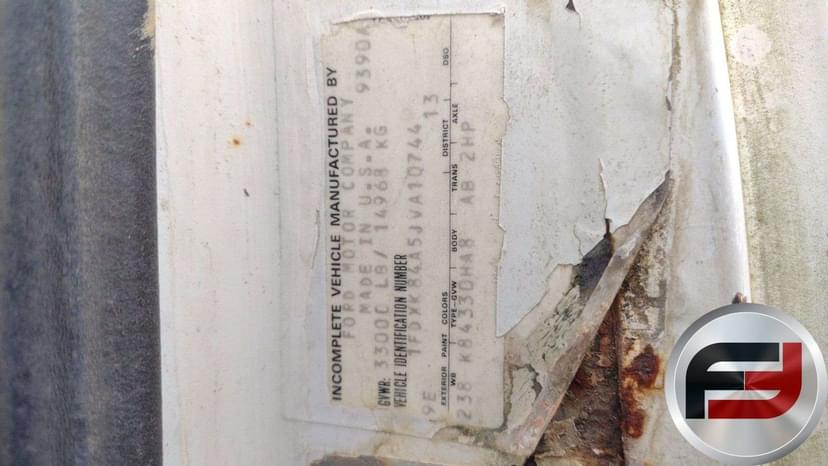 INCOMPLETE VEHICLE MANUFACTURED BY
FORD MOTOR COMPANY
MADE IN U.S.A. 9390A
GVWR: 33000 LB/ 14968 KG
VEHICLE IDENTIFICATION NUMBER
1FDXK84A5JVA10744
9E 13
EXTERIOR PAINT COLORS DISTRICT DSO
WB TYPE-GVW BODY TRANS AXLE
238 K84330HA8 AB 2HP